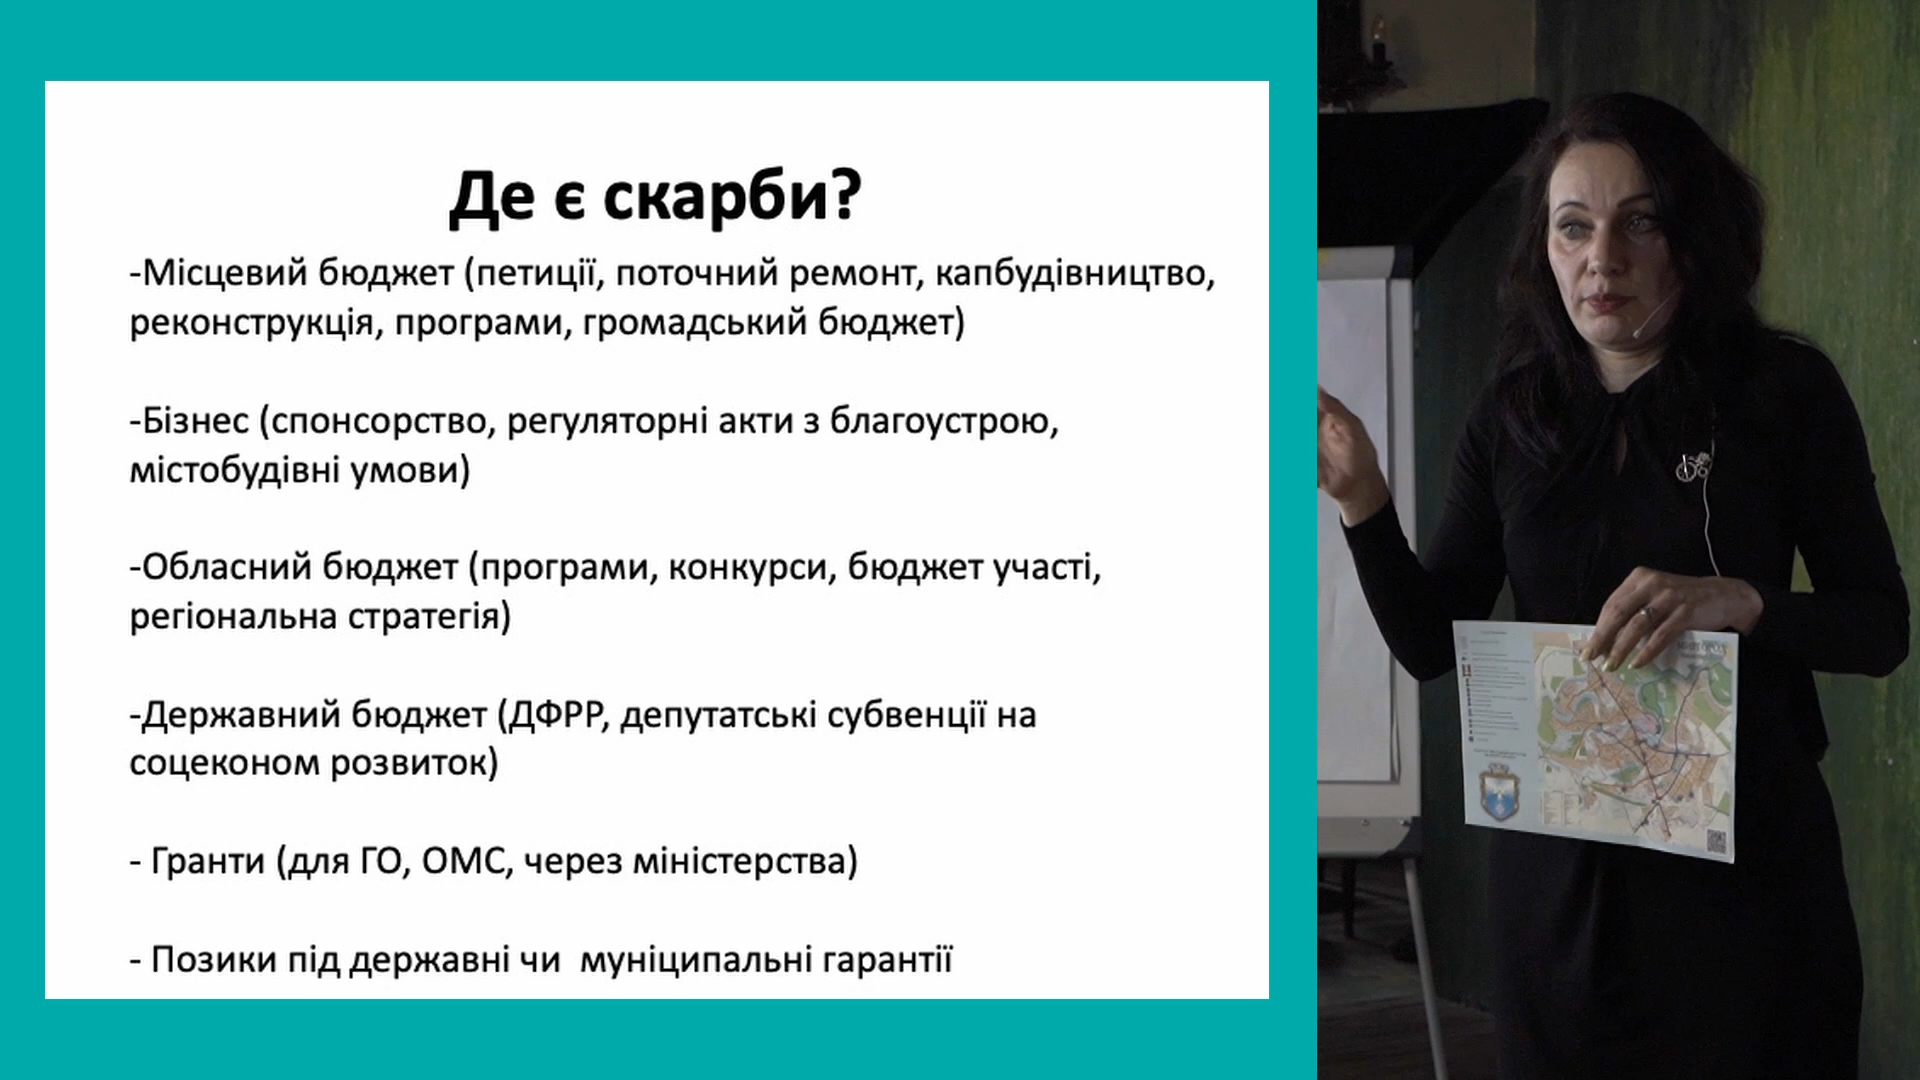 Де є скарби?
-Місцевий бюджет (петиції, поточний ремонт, капбудівництво,
реконструкція, програми, громадський бюджет)
-Бізнес (спонсорство, регуляторні акти з благоустрою,
містобудівні умови)
-Обласний бюджет (програми, конкурси, бюджет участі,
регіональна стратегія)
-Державний бюджет (ДФРР, депутатські субвенції на
соцеконом розвиток)
- Гранти (для ГО, ОМС, через міністерства)
- Позики під державні чи  муніципальні гарантії